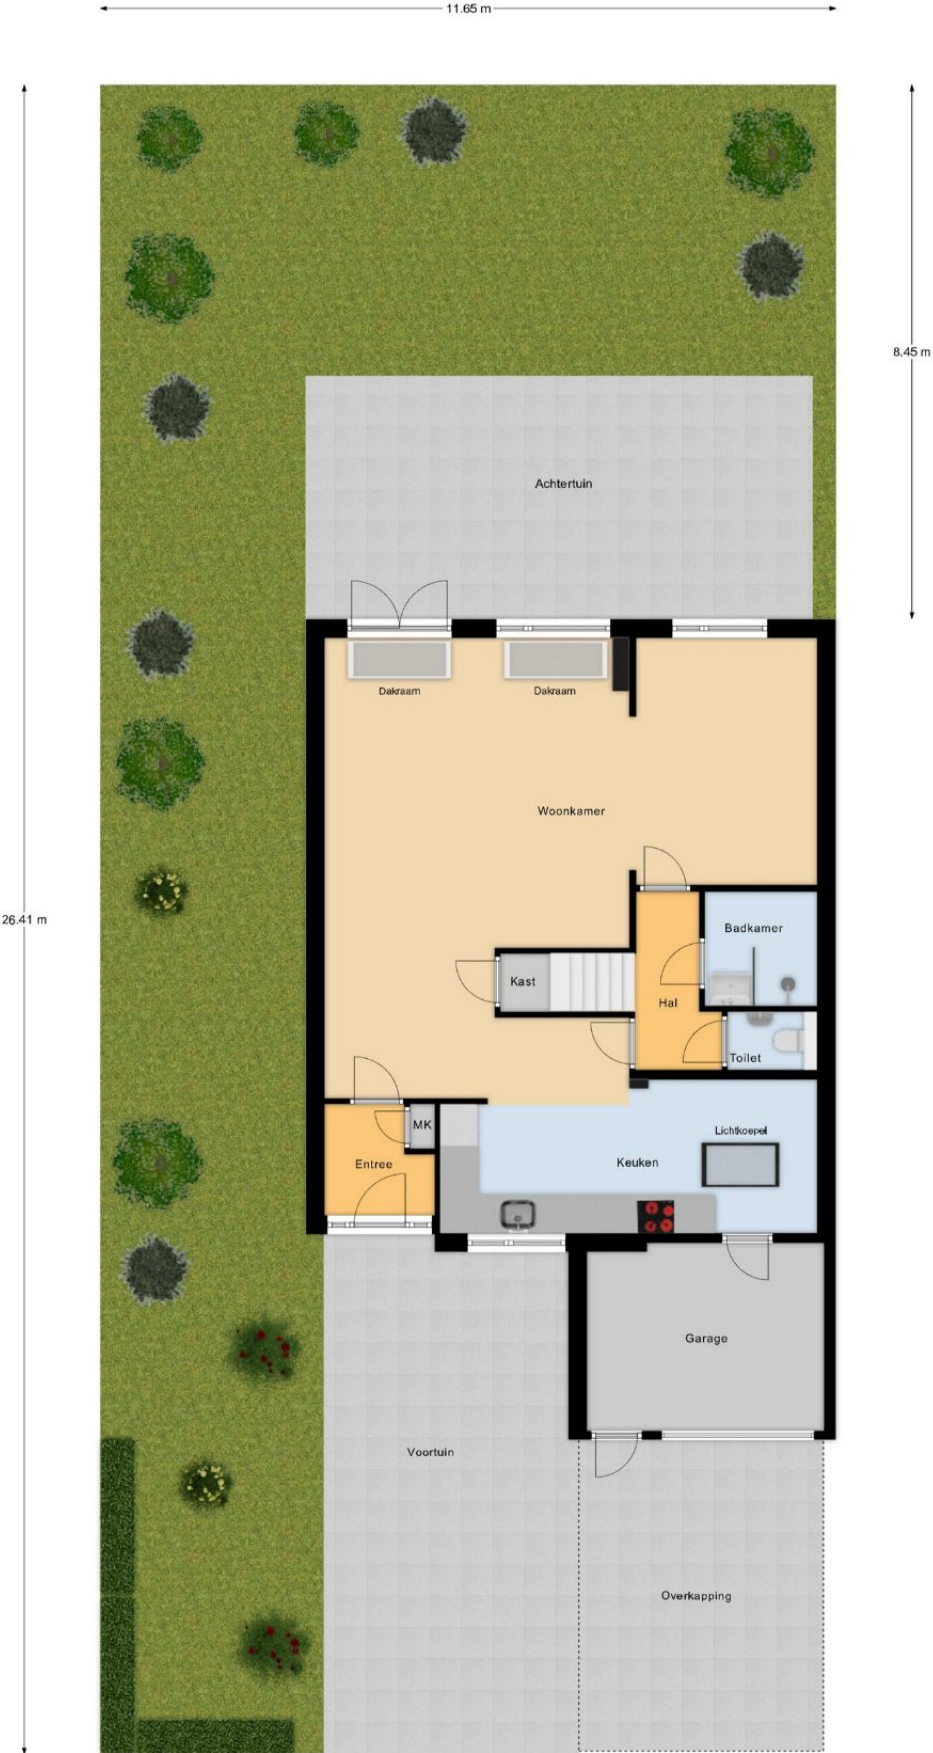 11.65 m
8.45 m
Achtertuin
Dakraam
Dakraam
Woonkamer
26.41 m
Badkamer
Kast
Hal
Toilet
MK
Lichtkoepel
Entree
Keuken
Garage
Voortuin
Overkapping